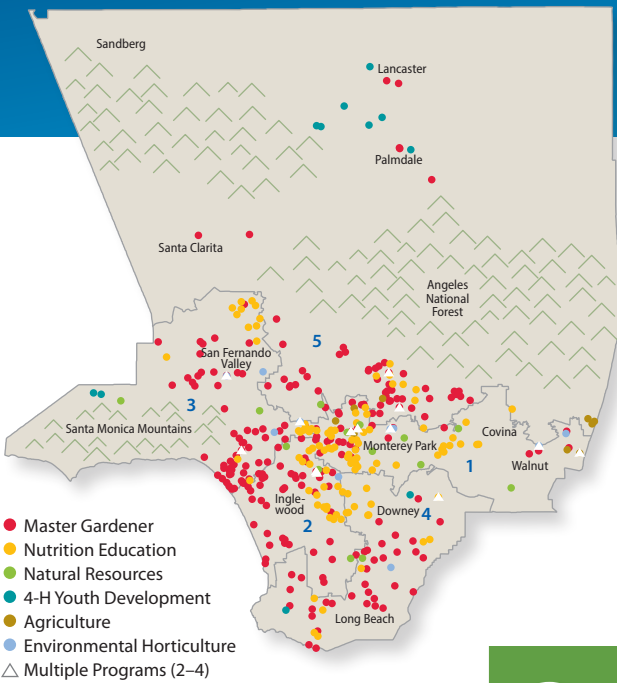 Sandberg
Lancaster
Palmdale
Santa Clarita
Angeles
National
Forest
5
San Fernando
Valley
3
Santa Monica Mountains
Covina
Monterey Park
1
Walnut
Ingle-
wood
Downey
4
2
Long Beach
Master Gardener
Nutrition Education
Natural Resources
4-H Youth Development
Agriculture
Environmental Horticulture
Multiple Programs (2–4)